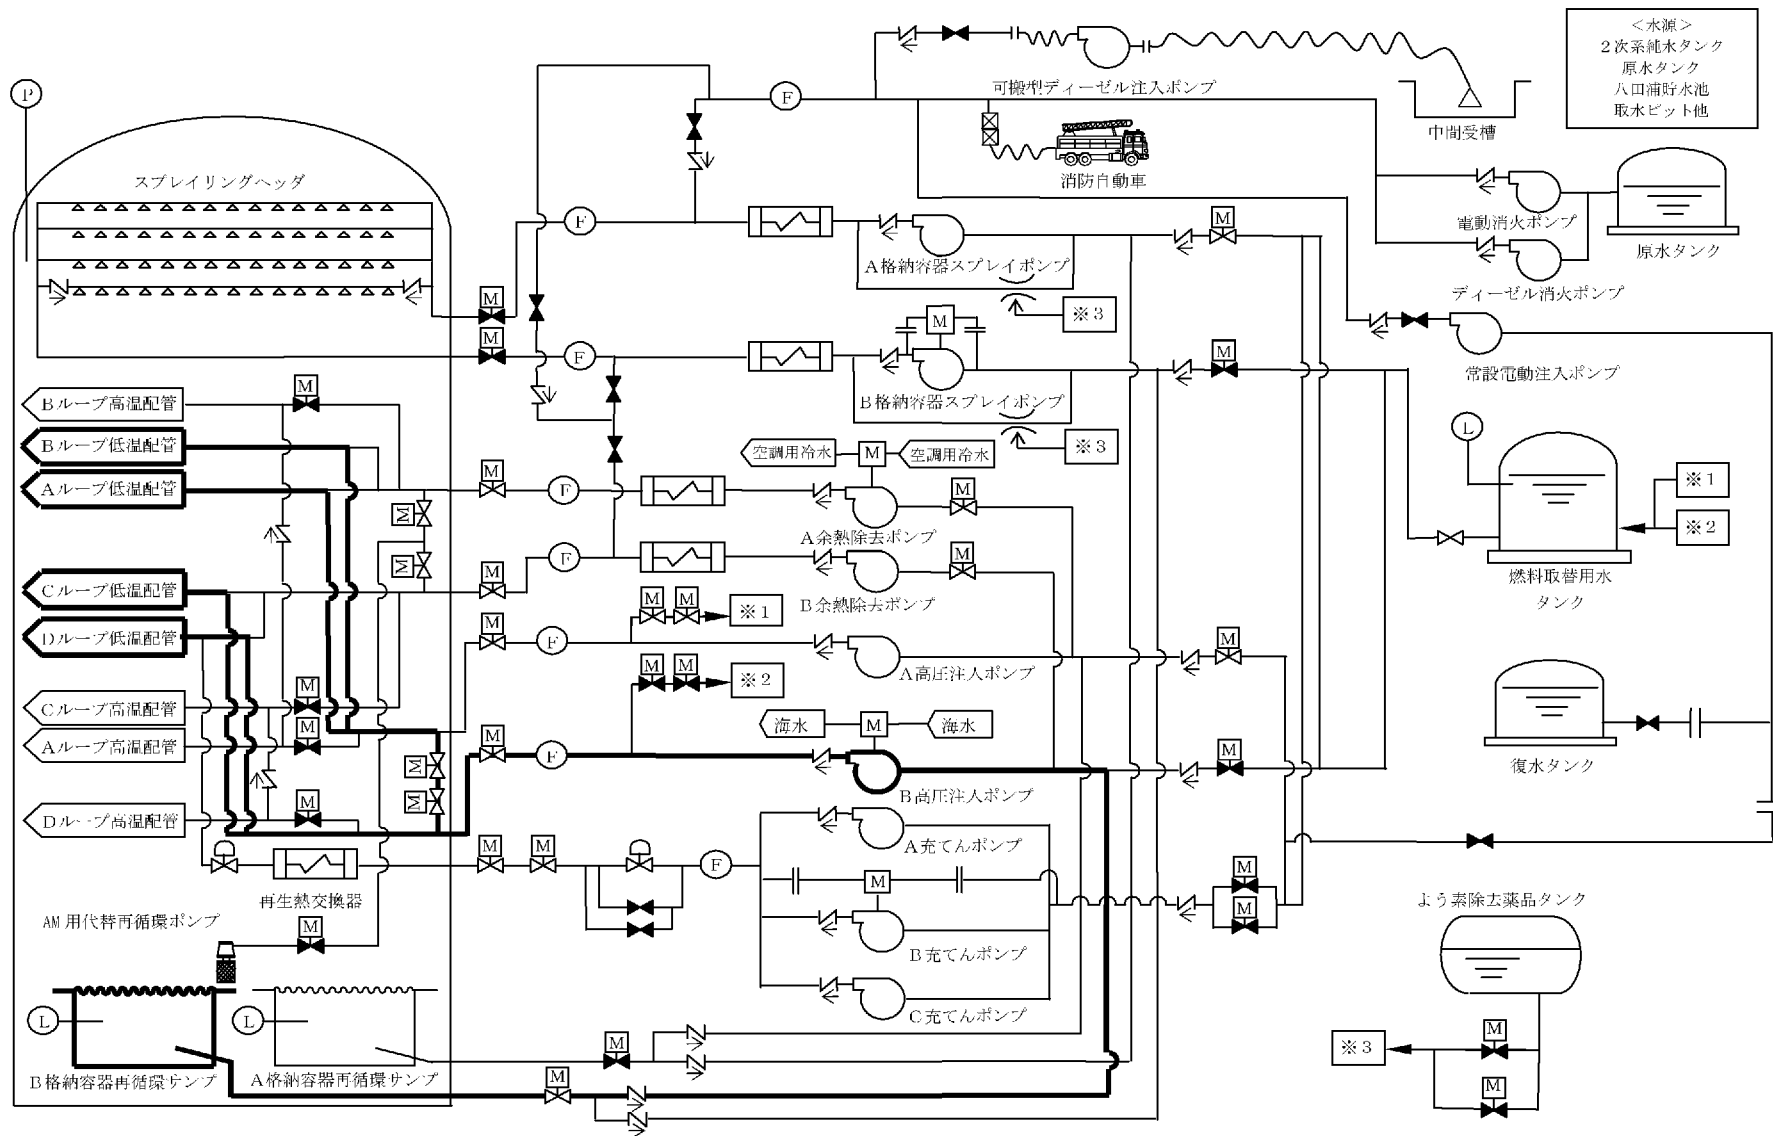 P
スプレイリングヘッダ
F
可搬型ディーゼル注入ポンプ
中間受槽
<水源>
2次系純水タンク
原水タンク
八田浦貯水池
取水ピット他
消防自動車
電動消火ポンプ
原水タンク
ディーゼル消火ポンプ
F
M
A格納容器スプレイポンプ
※3
M
M
F
M
B格納容器スプレイポンプ
※3
M
常設電動注入ポンプ
Bループ高温配管
M
Bループ低温配管
Aループ低温配管
M
M
M
F
空調用冷水
M
空調用冷水
M
A余熱除去ポンプ
L
※1
※2
燃料取替用水
タンク
Cループ低温配管
Dループ低温配管
M
F
M
B余熱除去ポンプ
M
M
※1
M
F
A高圧注入ポンプ
M
M
M
※2
Cループ高温配管
M
Aループ高温配管
M
海水
M
海水
M
F
M
M
B高圧注入ポンプ
M
復水タンク
Dループ高温配管
M
M
M
F
A充てんポンプ
再生熱交換器
M
B充てんポンプ
M
M
AM用代替再循環ポンプ
M
C充てんポンプ
よう素除去薬品タンク
L
L
B格納容器再循環サンプ
A格納容器再循環サンプ
M
M
※3
M
M